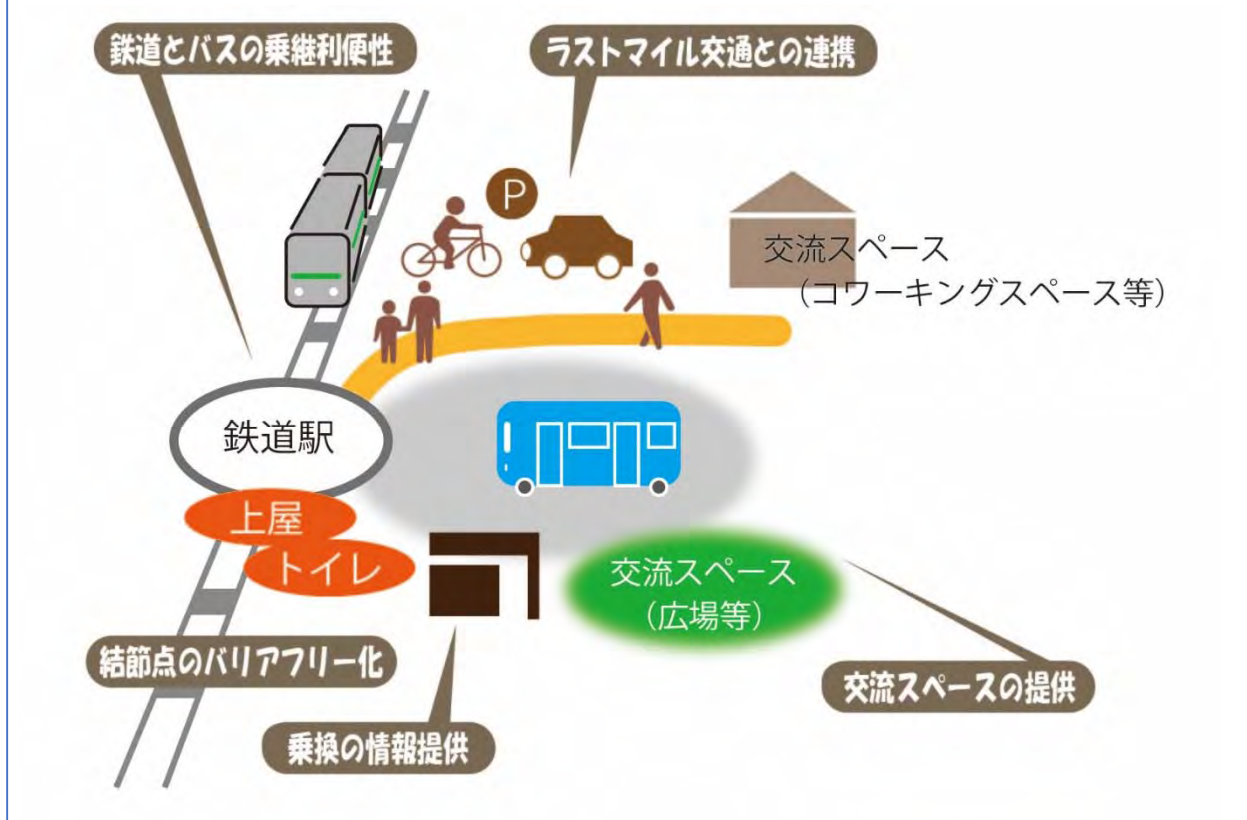 鉄道とバスの乗継利便性
ラストマイル交通との連携
P
交流スペース
（コワーキングスペース等）
鉄道駅
上屋
トイレ
交流スペース
（広場等）
結節点のバリアフリー化
交流スペースの提供
乗換の情報提供